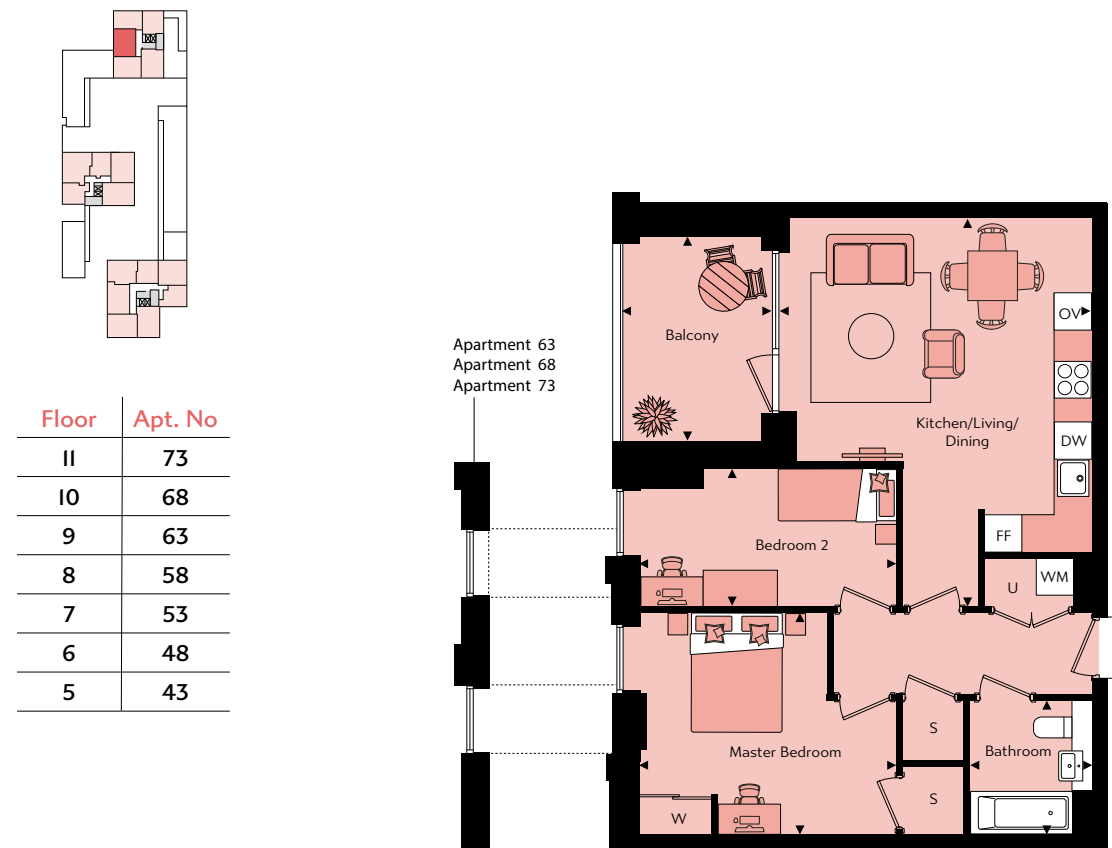 Apartment 63
Apartment 68
Apartment 73
Floor Apt. No
11 73
10 68
9 63
8 58
7 53
6 48
5 43
Balcony
OV
Kitchen/Living/
Dining
DW
FF
Bedroom 2
U
WM
Master Bedroom
S
Bathroom
S
W